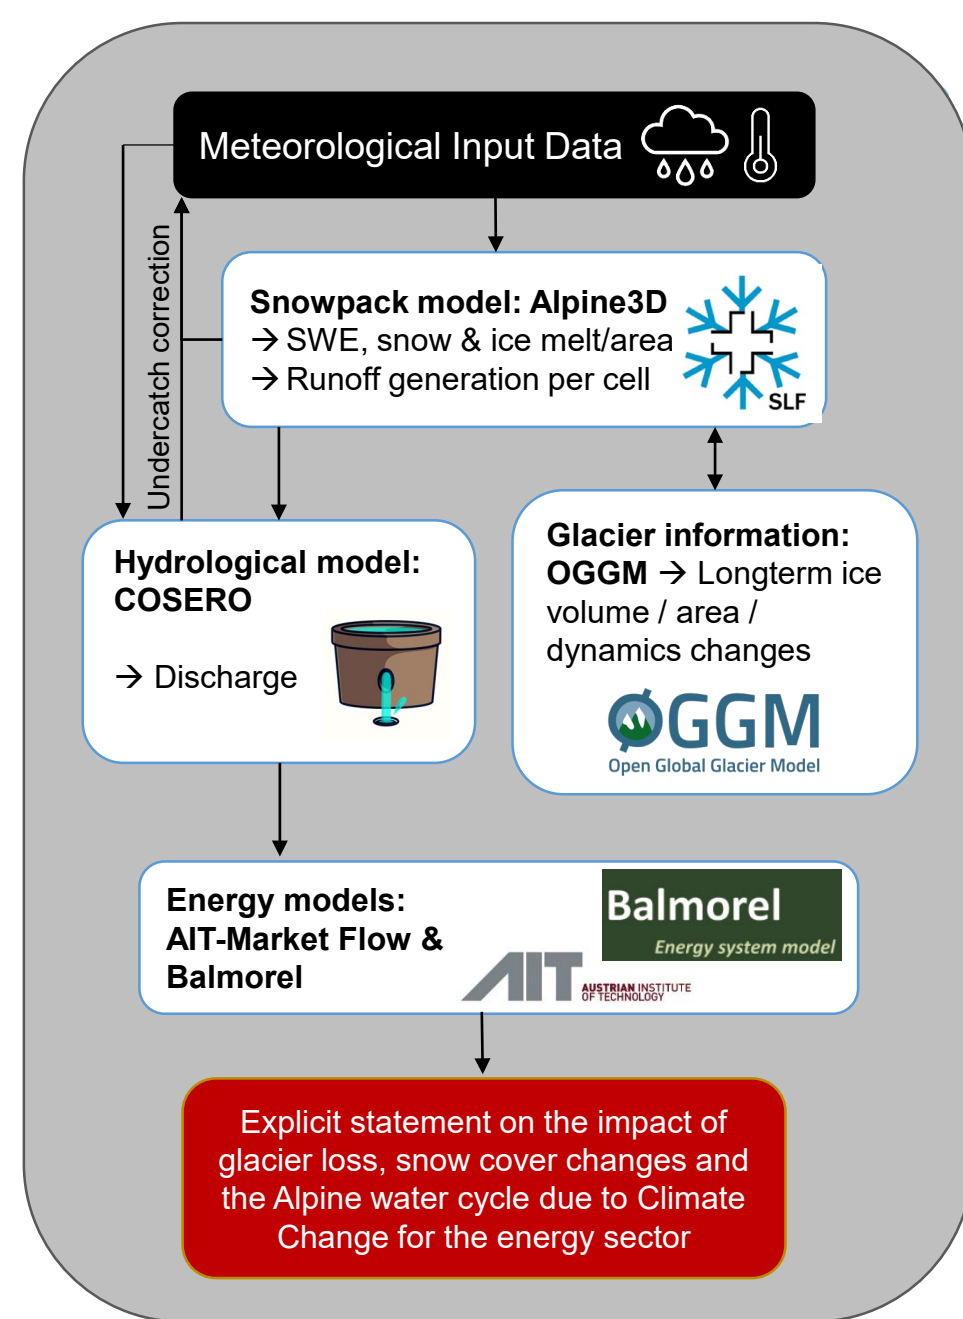 Meteorological Input Data
Undercatch correction
Snowpack model: Alpine3D
→ SWE, snow & ice melt/area
→ Runoff generation per cell
SLF
Hydrological model:
COSERO
→ Discharge
Glacier information:
OGGM → Longterm ice
volume / area /
dynamics changes
OGGM
Open Global Glacier Model
Energy models:
AIT-Market Flow &
Balmorel
Balmorel
Energy system model
AIT
AUSTRIAN INSTITUTE
OF TECHNOLOGY
Explicit statement on the impact of
glacier loss, snow cover changes and
the Alpine water cycle due to Climate
Change for the energy sector